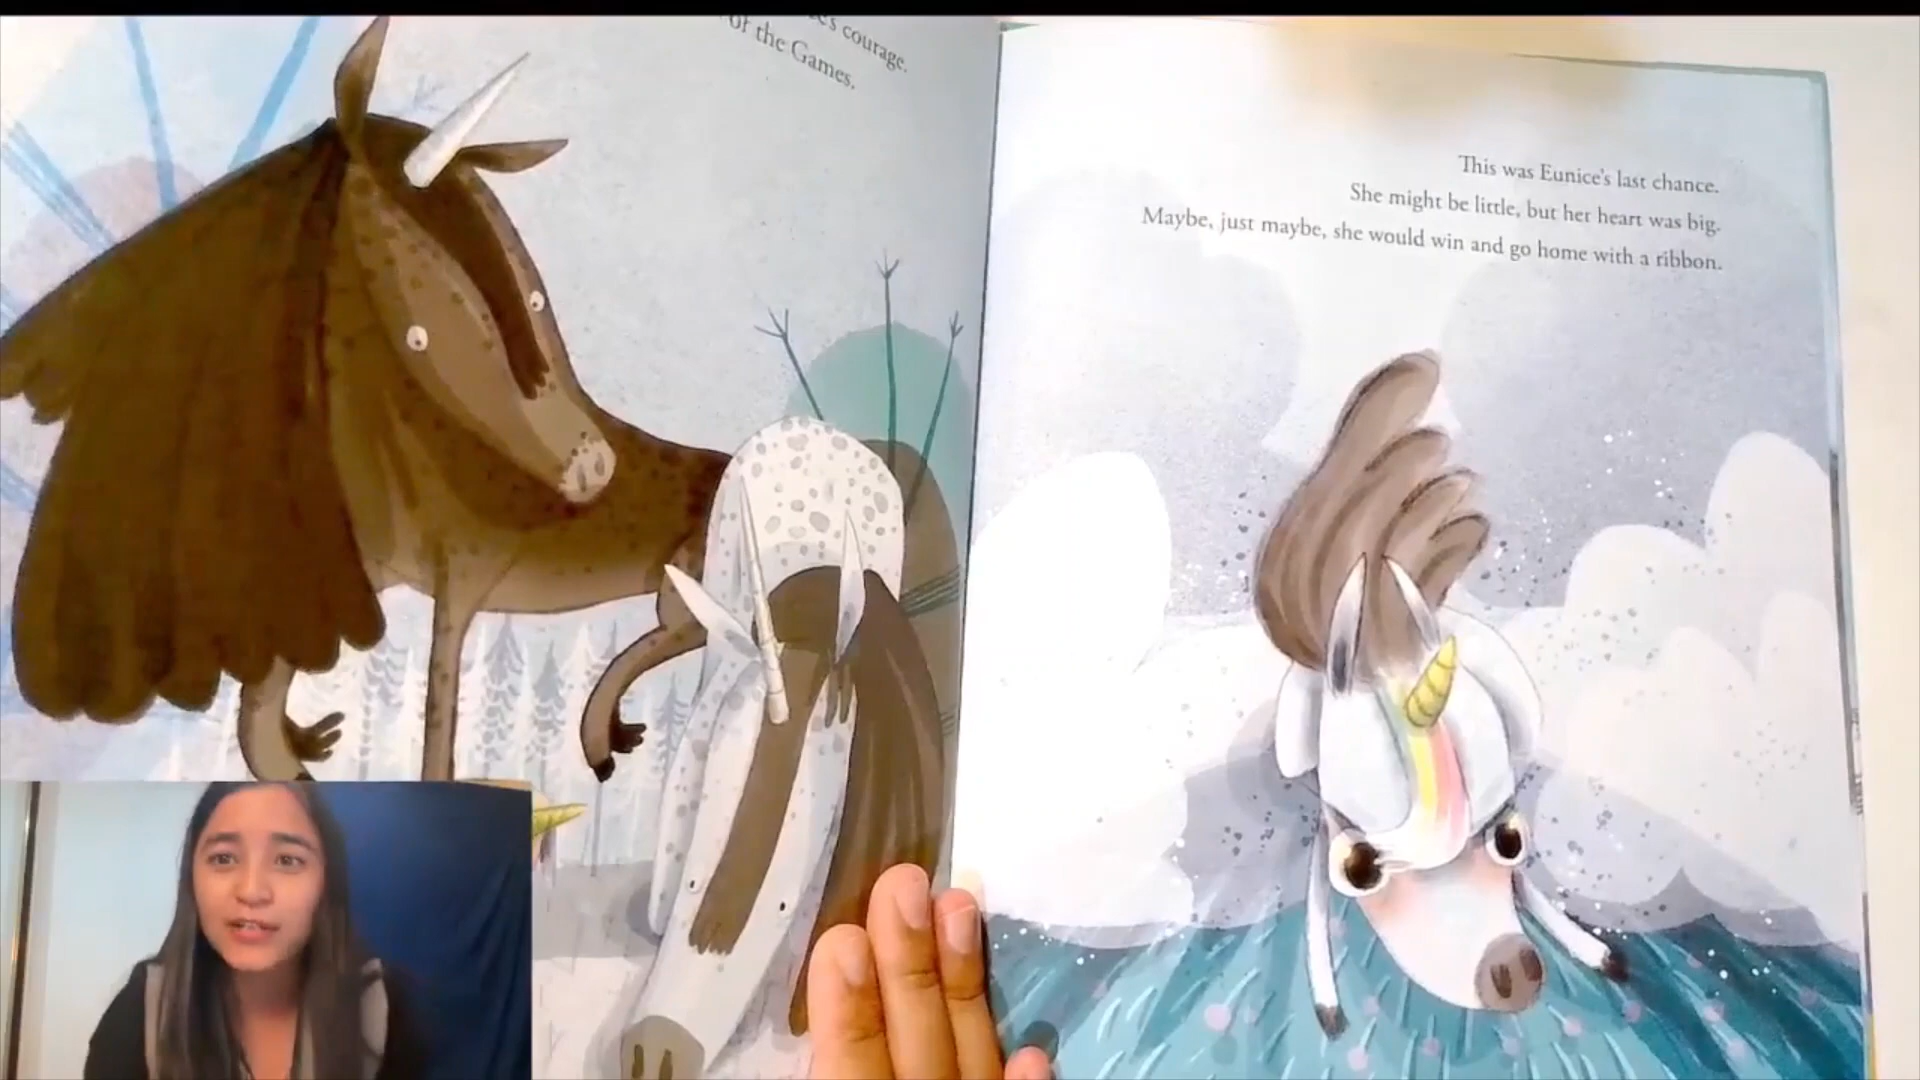 's courage.
of the Games.
This was Eunice's last chance.
She might be little, but her heart was big.
Maybe, just maybe, she would win and go home with a ribbon.